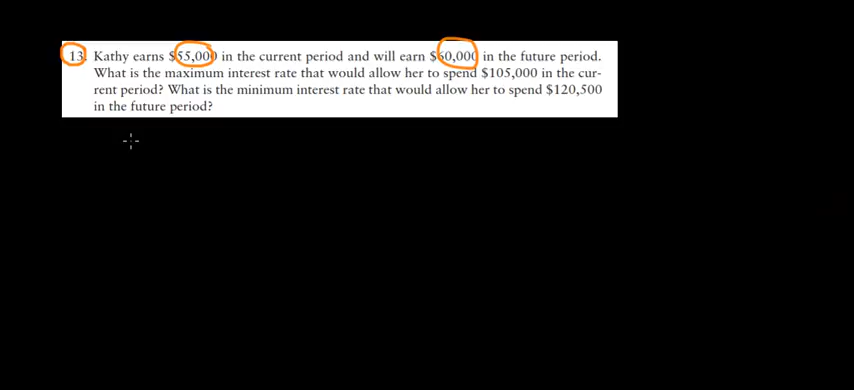 13. Kathy earns $55,000 in the current period and will earn $60,000 in the future period.
What is the maximum interest rate that would allow her to spend $105,000 in the cur-
rent period? What is the minimum interest rate that would allow her to spend $120,500
in the future period?